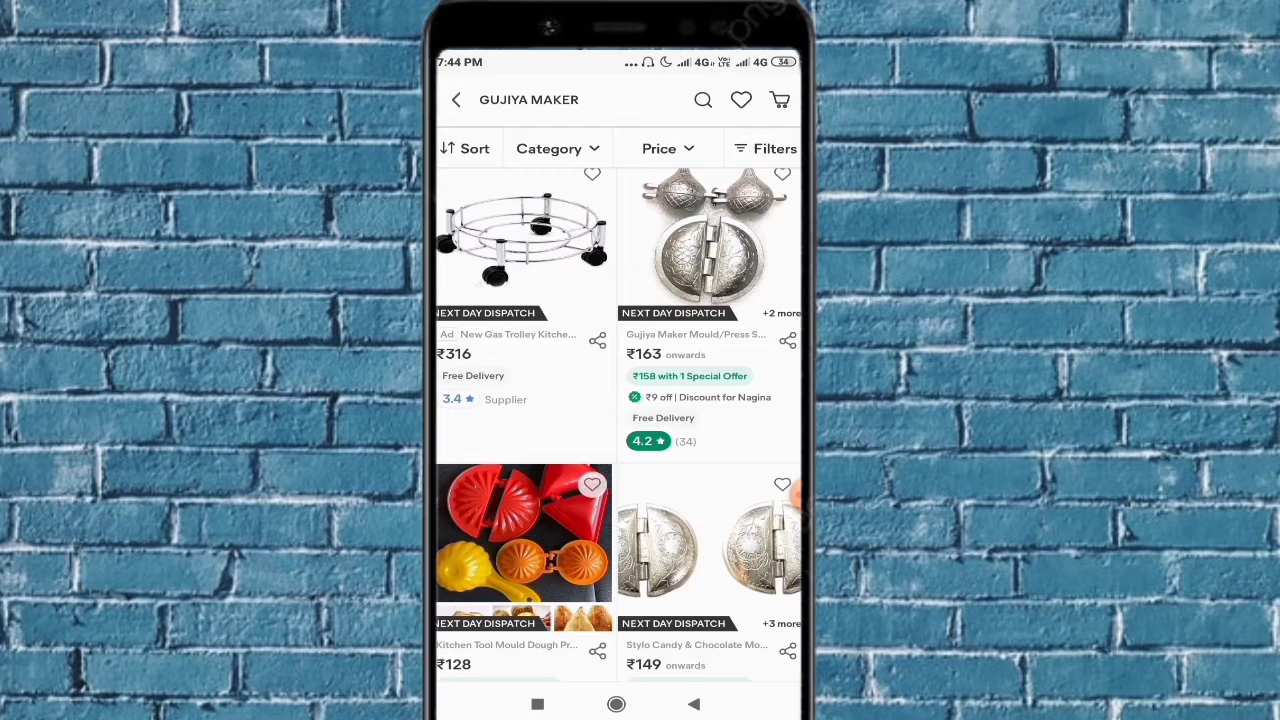 7:44 PM
4G
Vo)
LTE
4G
34
GUJIYA MAKER
Sort
Category
Price
Filters
NEXT DAY DISPATCH
NEXT DAY DISPATCH
+2 more
Ad New Gas Trolley Kitche...
Gujiya Maker Mould/Press S...
₹316
₹163 onwards
Free Delivery
₹158 with 1 Special Offer
3.4 ★ Supplier
₹9 off | Discount for Nagina
Free Delivery
4.2 ★ (34)
NEXT DAY DISPATCH
NEXT DAY DISPATCH
+3 more
Kitchen Tool Mould Dough Pr...
Stylo Candy & Chocolate Mo...
₹128
₹149 onwards